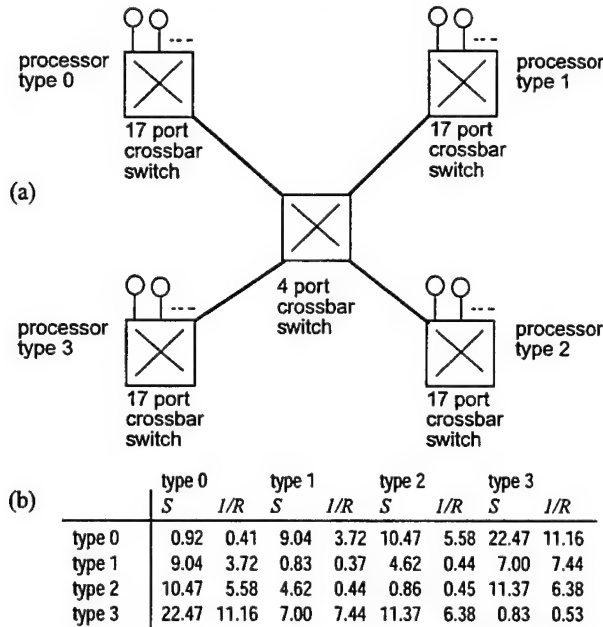 processor
type 0
17 port
crossbar
switch
processor
type 1
17 port
crossbar
switch
(a)
4 port
crossbar
switch
processor
type 3
17 port
crossbar
switch
processor
type 2
17 port
crossbar
switch
(b)
type 0 type 1 type 2 type 3
S 1/R S 1/R S 1/R S 1/R
type 0 0.92 0.41 9.04 3.72 10.47 5.58 22.47 11.16
type 1 9.04 3.72 0.83 0.37 4.62 0.44 7.00 7.44
type 2 10.47 5.58 4.62 0.44 0.86 0.45 11.37 6.38
type 3 22.47 11.16 7.00 7.44 11.37 6.38 0.83 0.53